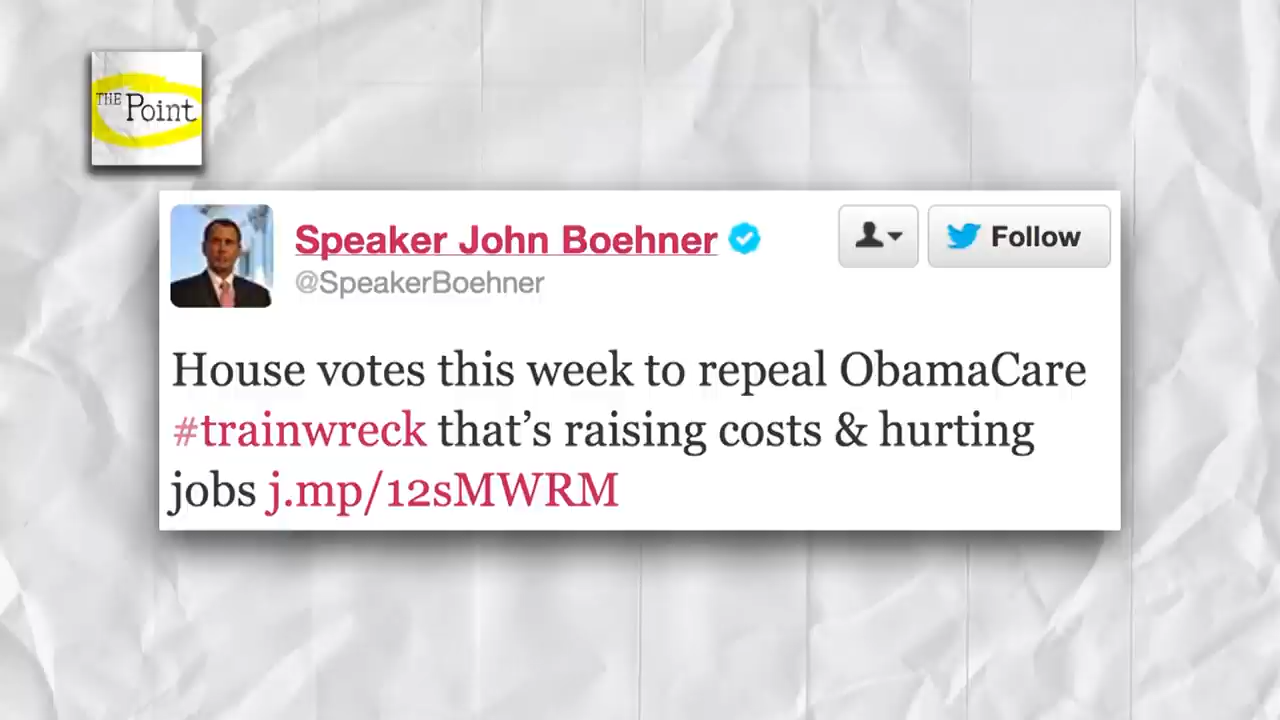 THE Point
Speaker John Boehner
@SpeakerBoehner
Follow
House votes this week to repeal ObamaCare
#trainwreck that’s raising costs & hurting
jobs j.mp/12sMWRM